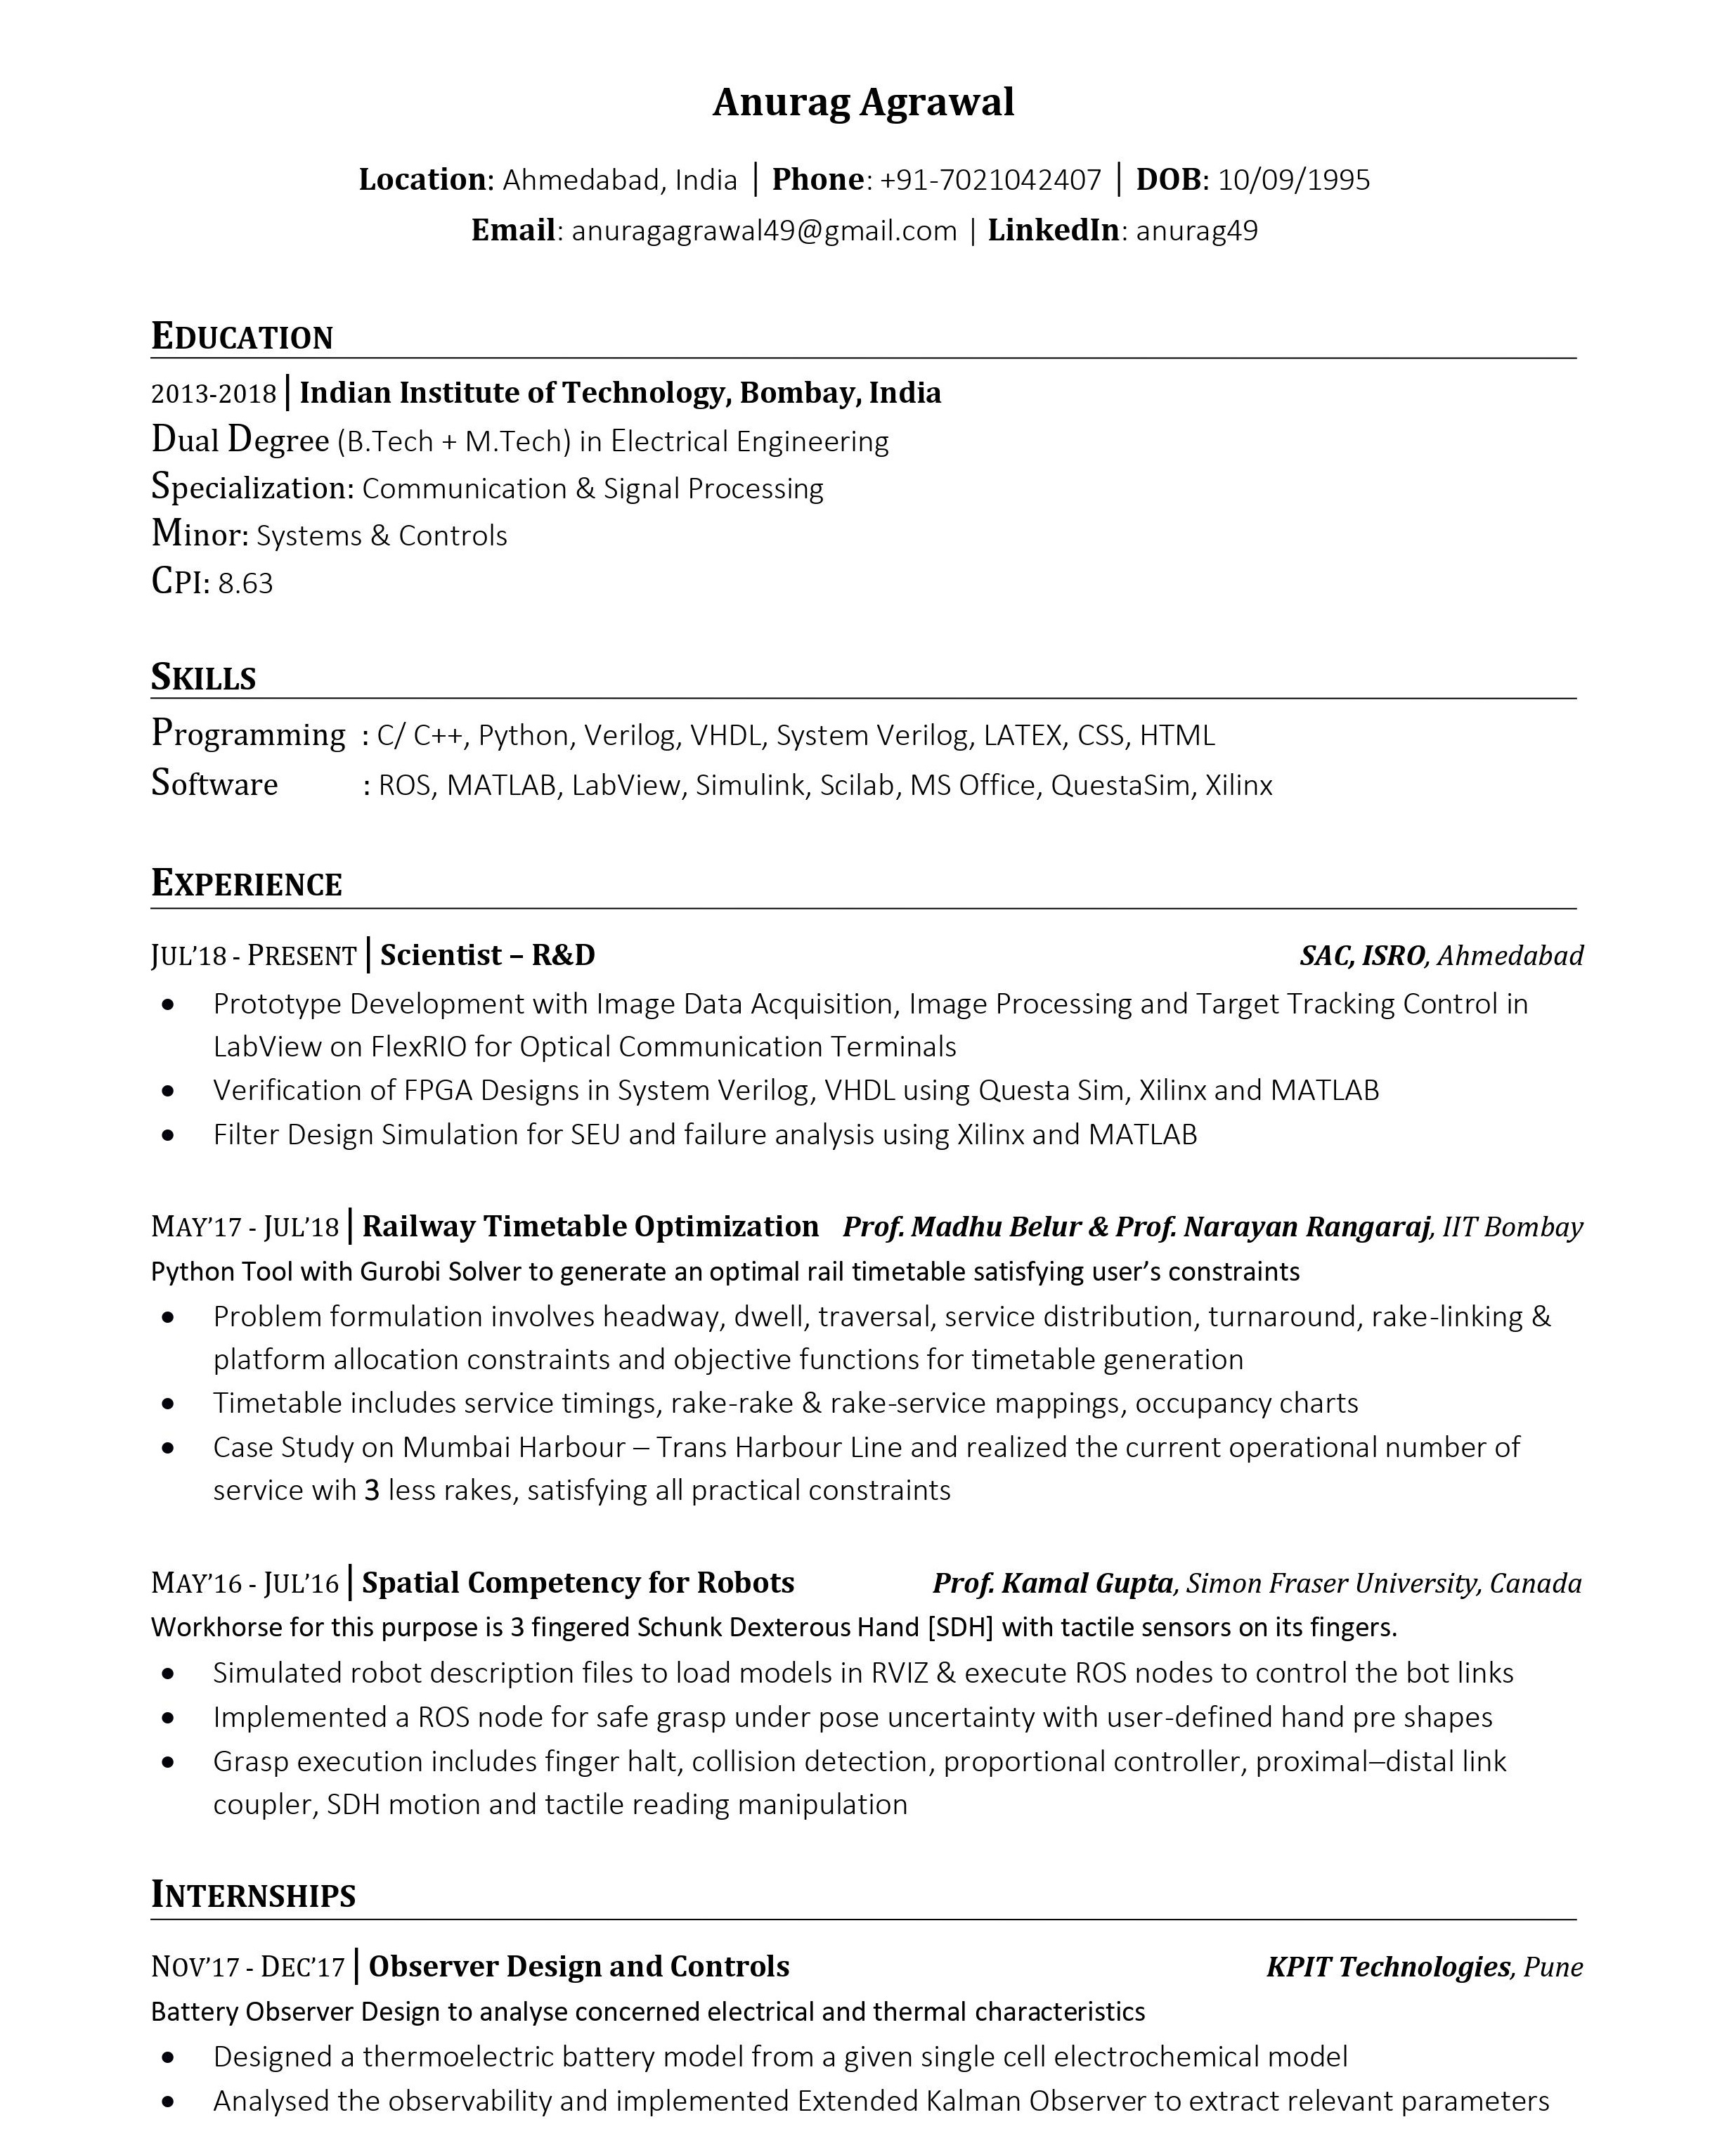 Anurag Agrawal
Location: Ahmedabad, India | Phone: +91-7021042407 | DOB: 10/09/1995
Email: anuragagrawal49@gmail.com | LinkedIn: anurag49
EDUCATION
2013-2018 | Indian Institute of Technology, Bombay, India
Dual Degree (B.Tech + M.Tech) in Electrical Engineering
Specialization: Communication & Signal Processing
Minor: Systems & Controls
CPI: 8.63
SKILLS
Programming : C/ C++, Python, Verilog, VHDL, System Verilog, LATEX, CSS, HTML
Software : ROS, MATLAB, LabView, Simulink, Scilab, MS Office, QuestaSim, Xilinx
EXPERIENCE
JUL'18 - PRESENT | Scientist – R&D SAC, ISRO, Ahmedabad
• Prototype Development with Image Data Acquisition, Image Processing and Target Tracking Control in
LabView on FlexRIO for Optical Communication Terminals
• Verification of FPGA Designs in System Verilog, VHDL using Questa Sim, Xilinx and MATLAB
• Filter Design Simulation for SEU and failure analysis using Xilinx and MATLAB
MAY'17 - JUL'18 | Railway Timetable Optimization Prof. Madhu Belur & Prof. Narayan Rangaraj, IIT Bombay
Python Tool with Gurobi Solver to generate an optimal rail timetable satisfying user's constraints
• Problem formulation involves headway, dwell, traversal, service distribution, turnaround, rake-linking &
platform allocation constraints and objective functions for timetable generation
• Timetable includes service timings, rake-rake & rake-service mappings, occupancy charts
• Case Study on Mumbai Harbour – Trans Harbour Line and realized the current operational number of
service wih 3 less rakes, satisfying all practical constraints
MAY'16 - JUL'16 | Spatial Competency for Robots Prof. Kamal Gupta, Simon Fraser University, Canada
Workhorse for this purpose is 3 fingered Schunk Dexterous Hand [SDH] with tactile sensors on its fingers.
• Simulated robot description files to load models in RVIZ & execute ROS nodes to control the bot links
• Implemented a ROS node for safe grasp under pose uncertainty with user-defined hand pre shapes
• Grasp execution includes finger halt, collision detection, proportional controller, proximal–distal link
coupler, SDH motion and tactile reading manipulation
INTERNSHIPS
NOV'17 - DEC'17 | Observer Design and Controls KPIT Technologies, Pune
Battery Observer Design to analyse concerned electrical and thermal characteristics
• Designed a thermoelectric battery model from a given single cell electrochemical model
• Analysed the observability and implemented Extended Kalman Observer to extract relevant parameters